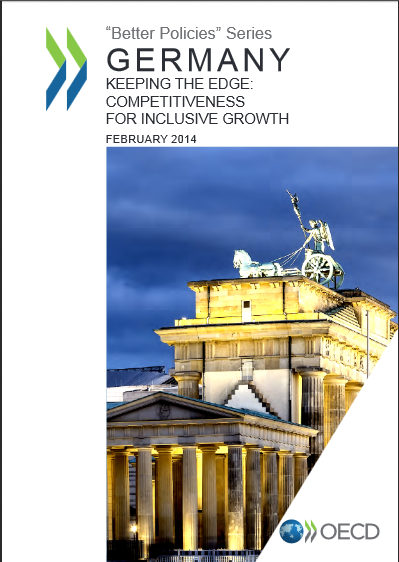 “Better Policies” Series
GERMANY
KEEPING THE EDGE:
COMPETITIVENESS
FOR INCLUSIVE GROWTH
FEBRUARY 2014
OECD